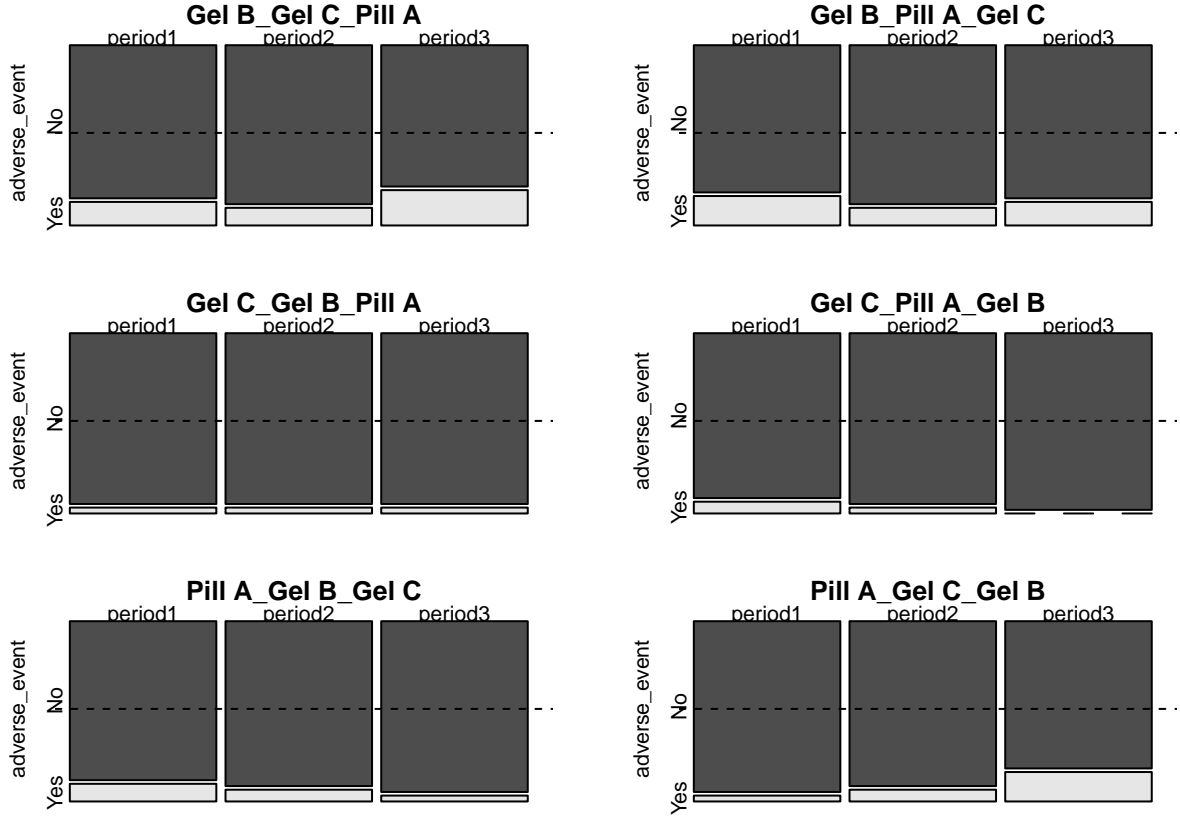 Gel B_Gel C_Pill A
period1 period2 period3
adverse_event
No
Yes
Gel B_Pill A_Gel C
period1 period2 period3
adverse_event
No
Yes
Gel C_Gel B_Pill A
period1 period2 period3
adverse_event
No
Yes
Gel C_Pill A_Gel B
period1 period2 period3
adverse_event
No
Yes
Pill A_Gel B_Gel C
period1 period2 period3
adverse_event
No
Yes
Pill A_Gel C_Gel B
period1 period2 period3
adverse_event
No
Yes